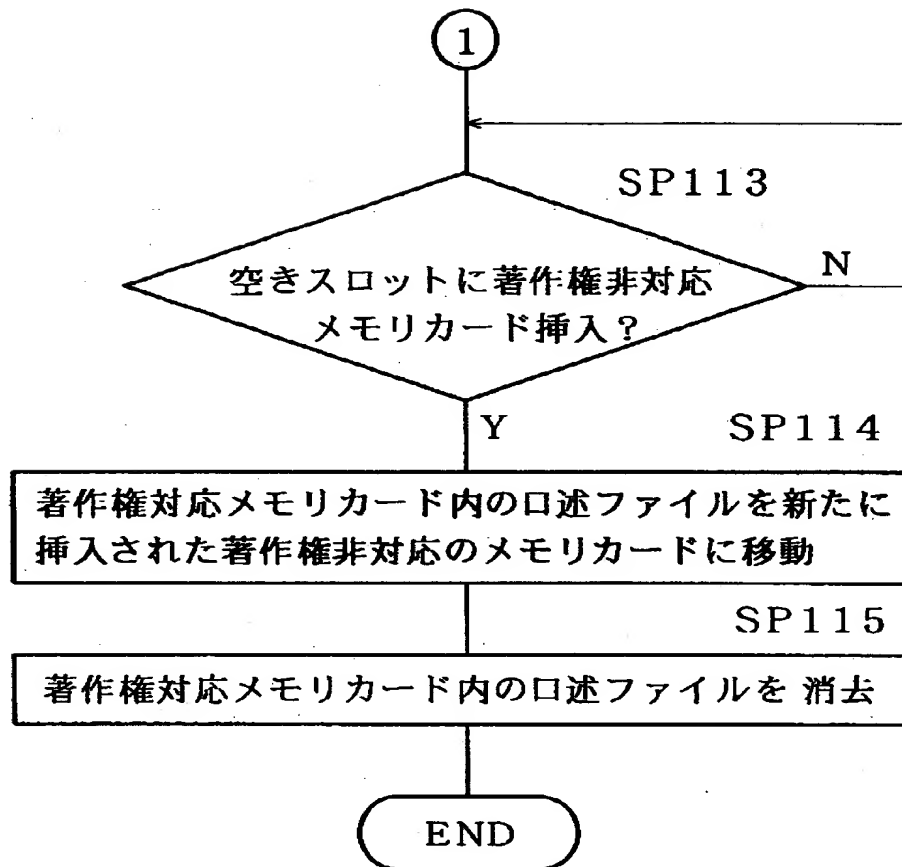 1
SP113
空きスロットに著作権非対応
メモリカード挿入?
N
Y
SP114
著作権対応メモリカード内の口述ファイルを新たに
挿入された著作権非対応のメモリカードに移動
SP115
著作権対応メモリカード内の口述ファイルを 消去
END